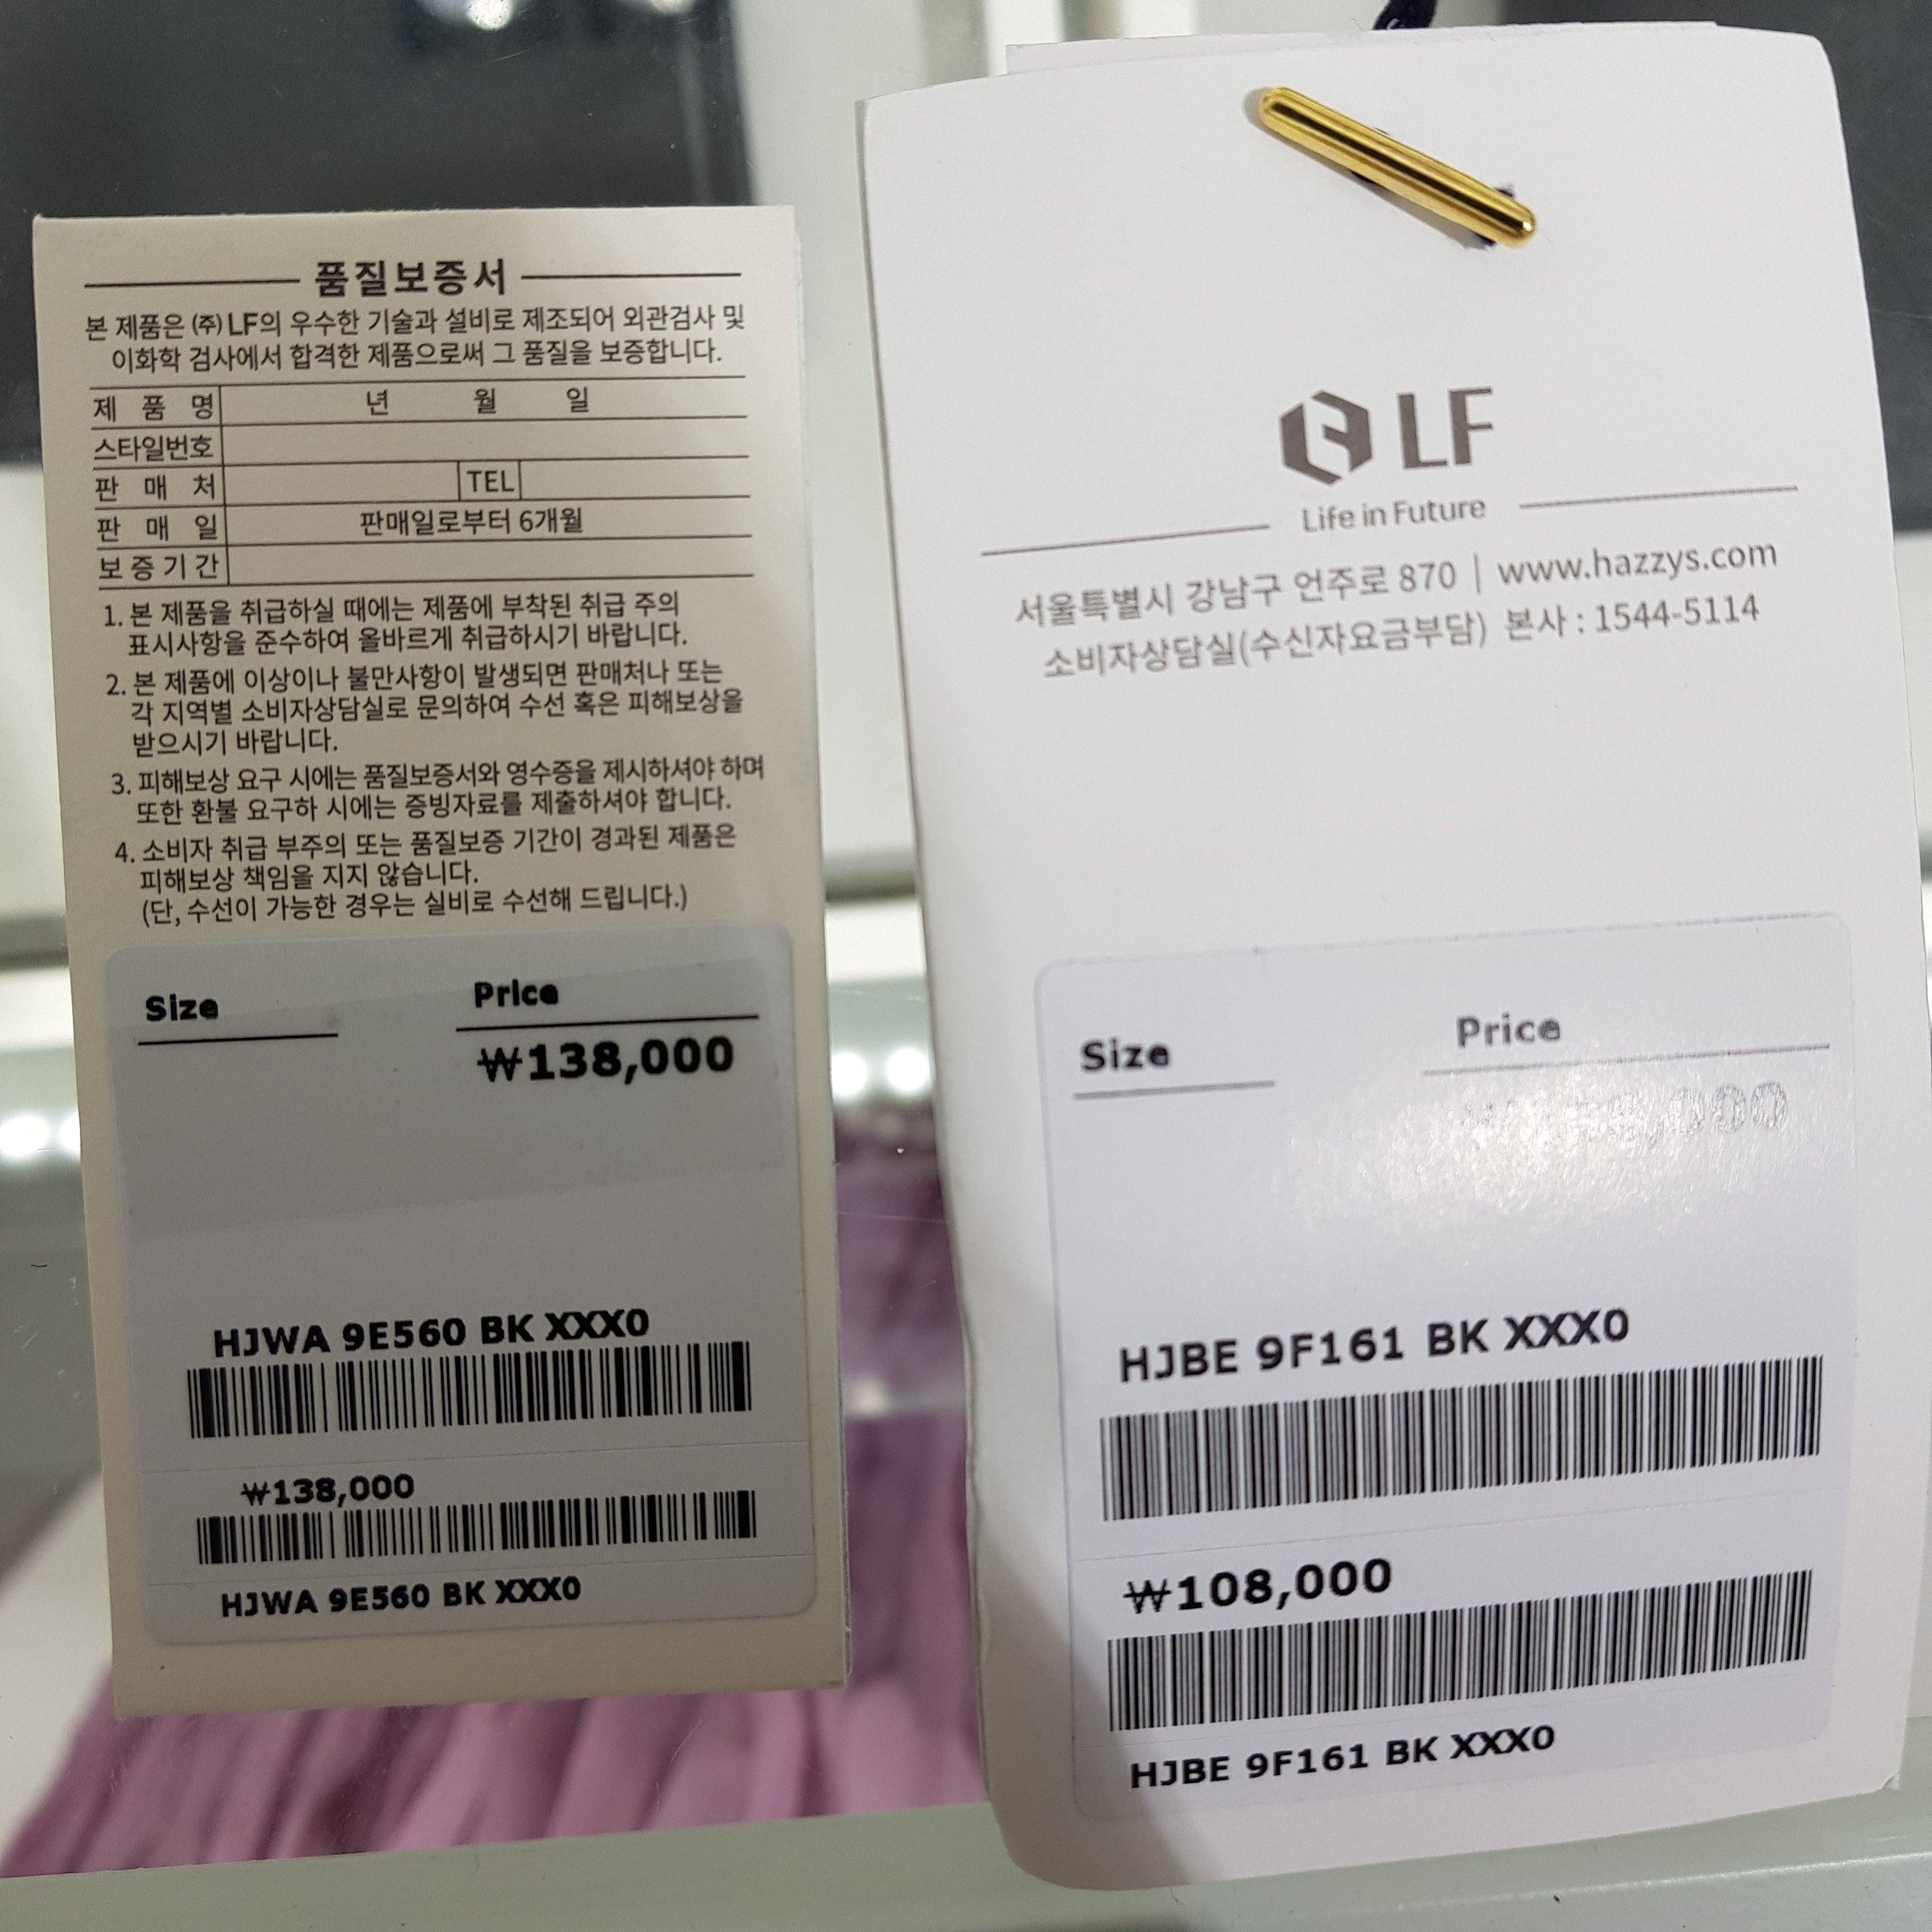 품질보증서
본 제품은 ㈜LF의 우수한 기술과 설비로 제조되어 외관검사 및
이화학 검사에서 합격한 제품으로써 그 품질을 보증합니다.
제 품 명 년 월 일
스타일번호
판 매 처 TEL
판 매 일 판매일로부터 6개월
보증기간
1. 본 제품을 취급하실 때에는 제품에 부착된 취급 주의
표시사항을 준수하여 올바르게 취급하시기 바랍니다.
2. 본 제품에 이상이나 불만사항이 발생되면 판매처나 또는
각 지역별 소비자상담실로 문의하여 수선 혹은 피해보상을
받으시기 바랍니다.
3. 피해보상 요구 시에는 품질보증서와 영수증을 제시하셔야 하며
또한 환불 요구하 시에는 증빙자료를 제출하셔야 합니다.
4. 소비자 취급 부주의 또는 품질보증 기간이 경과된 제품은
피해보상 책임을 지지 않습니다.
(단, 수선이 가능한 경우는 실비로 수선해 드립니다.)
Size Price
₩138,000
HJWA 9E560 BK XXX0
₩138,000
HJWA 9E560 BK XXX0
LF
Life in Future
서울특별시 강남구 언주로 870 | www.hazzys.com
소비자상담실(수신자요금부담) 본사 : 1544-5114
Size Price
HJBE 9F161 BK XXX0
₩108,000
HJBE 9F161 BK XXX0